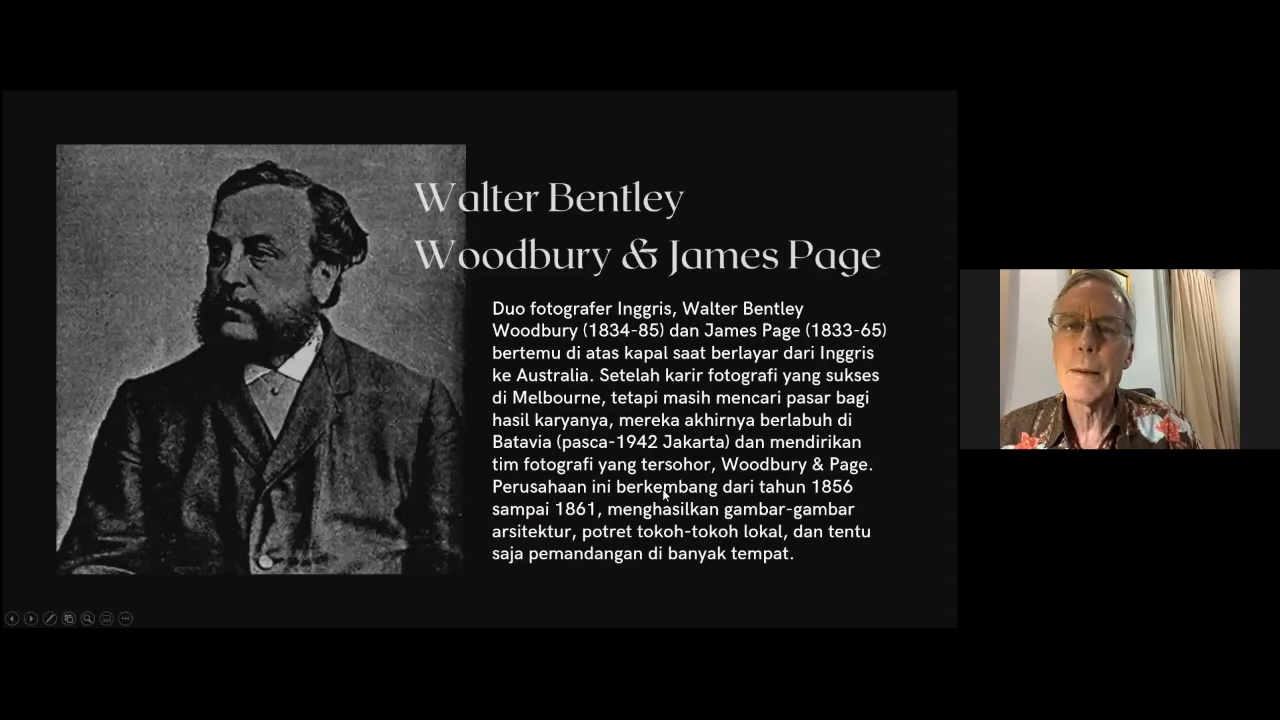 Walter Bentley
Woodbury & James Page
Duo fotografer Inggris, Walter Bentley
Woodbury (1834-85) dan James Page (1833-65)
bertemu di atas kapal saat berlayar dari Inggris
ke Australia. Setelah karir fotografi yang sukses
di Melbourne, tetapi masih mencari pasar bagi
hasil karyanya, mereka akhirnya berlabuh di
Batavia (pasca-1942 Jakarta) dan mendirikan
tim fotografi yang tersohor, Woodbury & Page.
Perusahaan ini berkembang dari tahun 1856
sampai 1861, menghasilkan gambar-gambar
arsitektur, potret tokoh-tokoh lokal, dan tentu
saja pemandangan di banyak tempat.